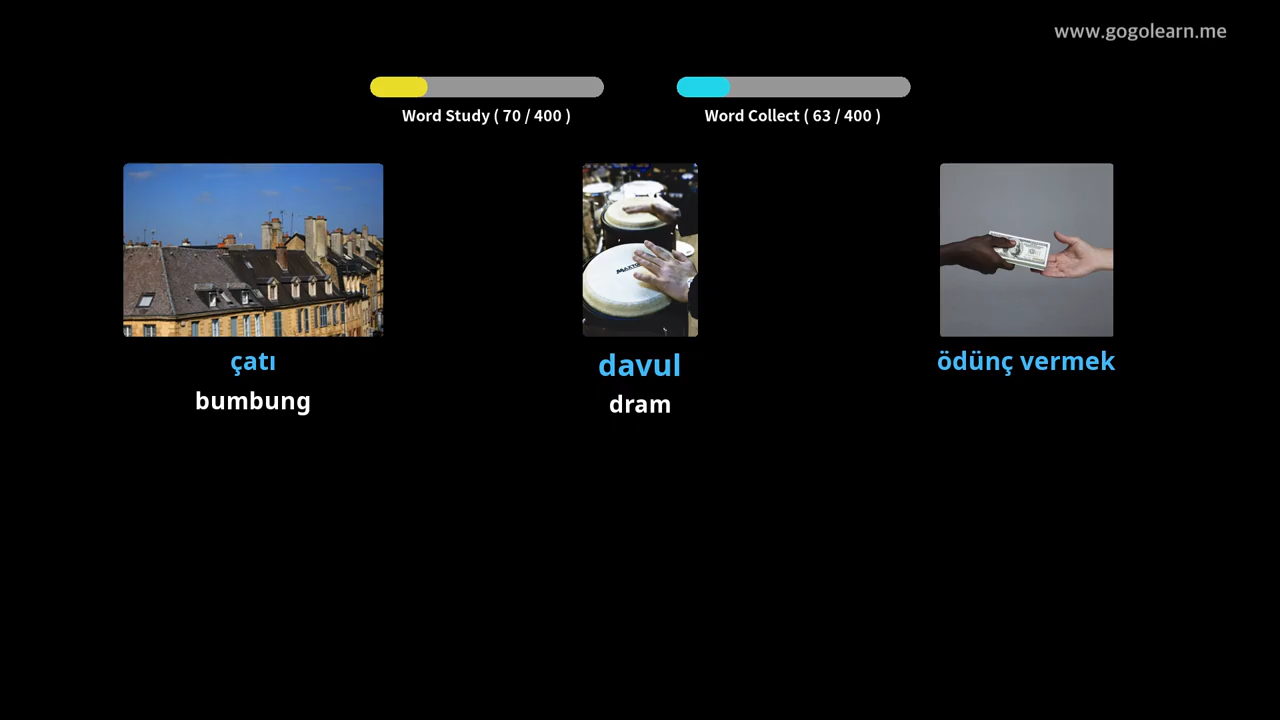 www.gogolearn.me
Word Study ( 70 / 400 )
Word Collect ( 63 / 400 )
çatı
bumbung
davul
dram
ödünç vermek